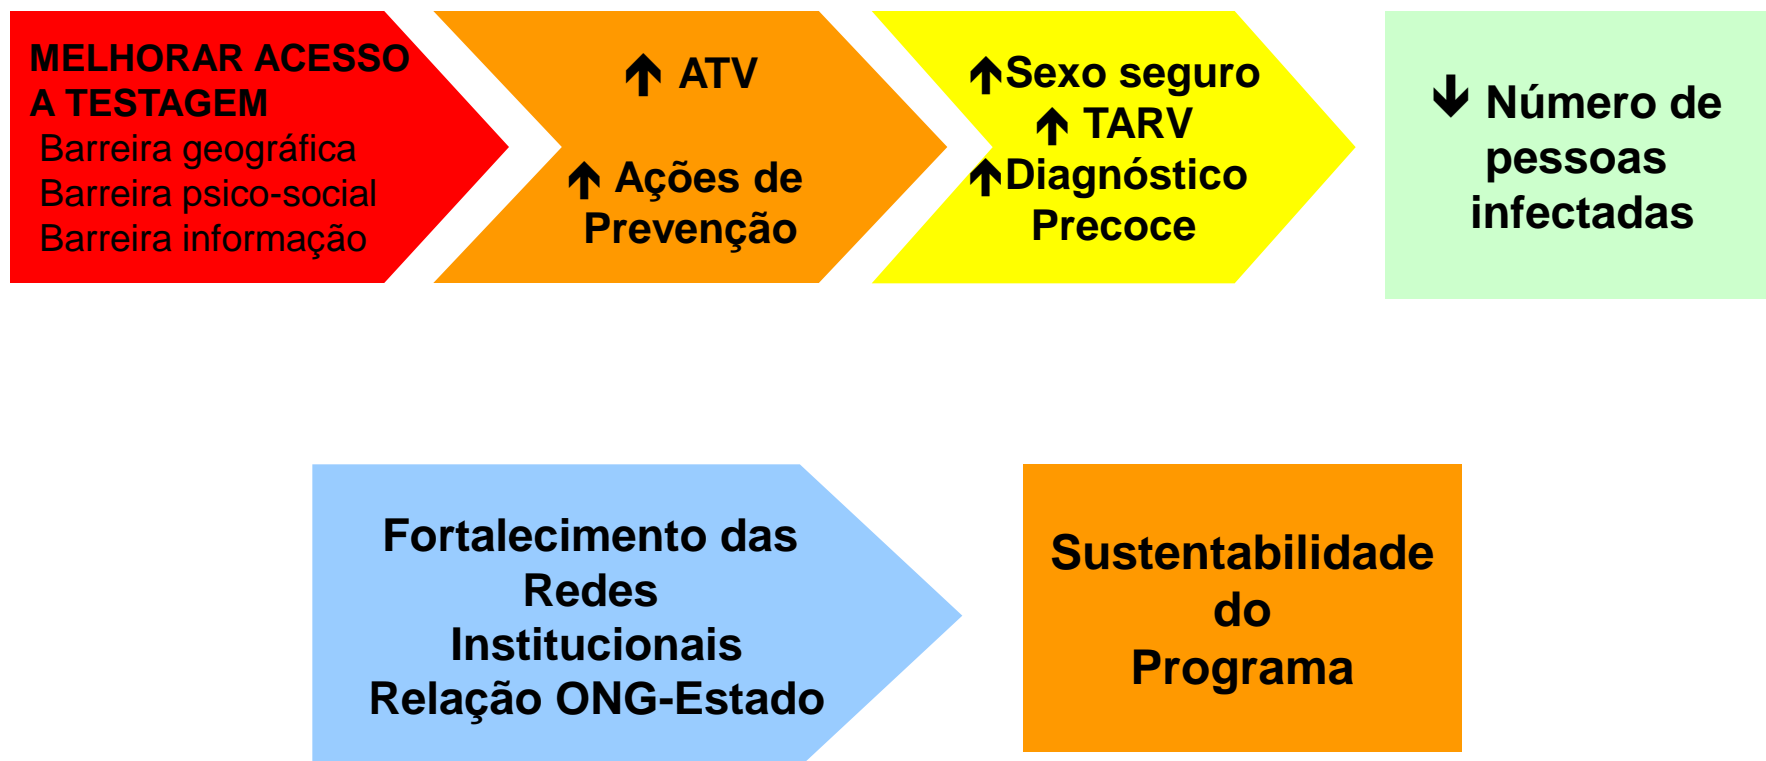 MELHORAR ACESSO
A TESTAGEM
Barreira geográfica
Barreira psico-social
Barreira informação
🡹 ATV
🡹 Ações de
Prevenção
🡹Sexo seguro
🡹 TARV
🡹Diagnóstico
Precoce
🡻 Número de
pessoas
infectadas
Fortalecimento das
Redes
Institucionais
Relação ONG-Estado
Sustentabilidade
do
Programa